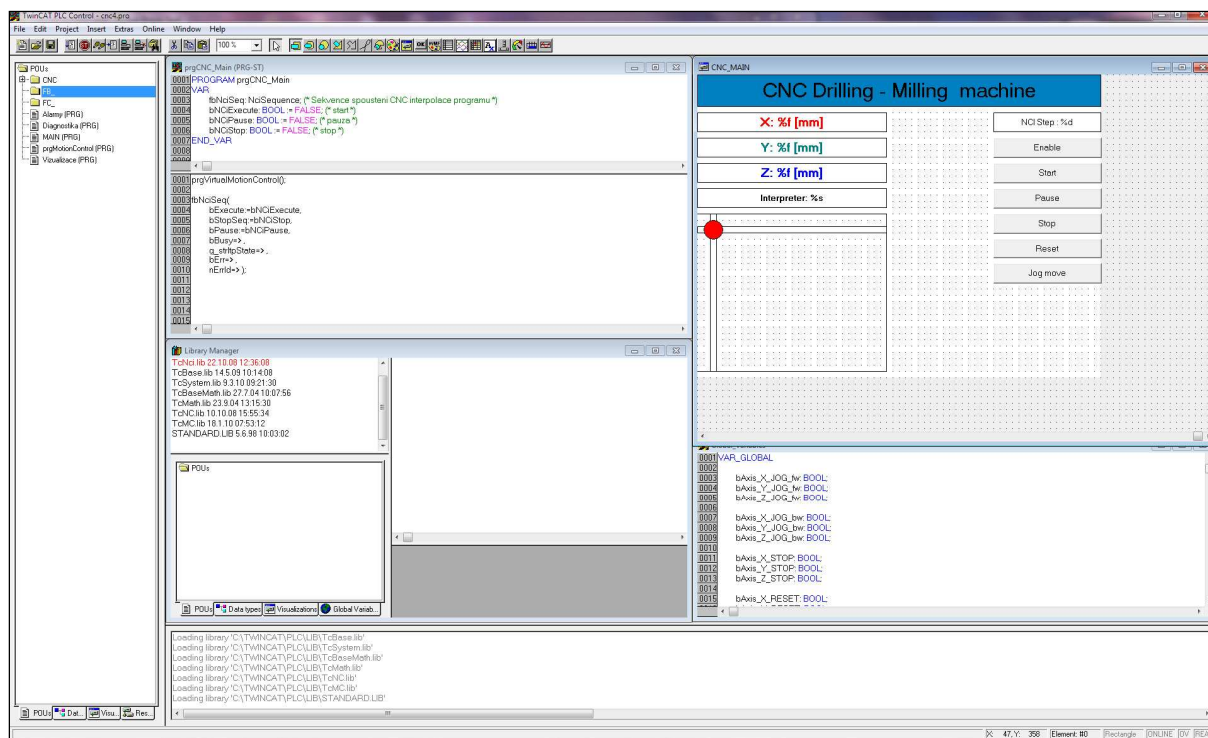 TwinCAT PLC Control - cnc4.pro
File Edit Project Insert Extras Online Window Help
100 %
POUs
CNC
FB_
FC_
Alarmy (PRG)
Diagnostika (PRG)
MAIN (PRG)
prgMotionControl (PRG)
Vizualizace (PRG)
POUs Dat... Visu... Res...
prgCNC_Main (PRG-ST)
0001 PROGRAM prgCNC_Main
0002 VAR
0003 fbNciSeq: NciSequence; (* Sekvence spousteni CNC interpolace programu *)
0004 bNCiExecute: BOOL := FALSE; (* start *)
0005 bNCiPause: BOOL := FALSE; (* pauza *)
0006 bNCiStop: BOOL := FALSE; (* stop *)
0007 END_VAR
0008
0001 prgVirtualMotionControl();
0002
0003 fbNciSeq(
0004 bExecute:=bNCiExecute,
0005 bStopSeq:=bNCiStop,
0006 bPause:=bNCiPause,
0007 bBusy=> ,
0008 q_strItpState=> ,
0009 bErr=> ,
0010 nErrId=> );
0011
0012
0013
0014
0015
Library Manager
TcNci.lib 22.10.08 12:36:08
TcBase.lib 14.5.09 10:14:08
TcSystem.lib 9.3.10 09:21:30
TcBaseMath.lib 27.7.04 10:07:56
TcMath.lib 23.9.04 13:15:30
TcNC.lib 10.10.08 15:55:34
TcMC.lib 18.1.10 07:53:12
STANDARD.LIB 5.6.98 10:03:02
POUs
POUs Data types Visualizations Global Variab...
CNC_MAIN
CNC Drilling - Milling machine
X: %f [mm]
Y: %f [mm]
Z: %f [mm]
Interpreter: %s
NCI Step : %d
Enable
Start
Pause
Stop
Reset
Jog move
0001 VAR_GLOBAL
0002
0003 bAxis_X_JOG_fw: BOOL;
0004 bAxis_Y_JOG_fw: BOOL;
0005 bAxis_Z_JOG_fw: BOOL;
0006
0007 bAxis_X_JOG_bw: BOOL;
0008 bAxis_Y_JOG_bw: BOOL;
0009 bAxis_Z_JOG_bw: BOOL;
0010
0011 bAxis_X_STOP: BOOL;
0012 bAxis_Y_STOP: BOOL;
0013 bAxis_Z_STOP: BOOL;
0014
0015 bAxis_X_RESET: BOOL;
Loading library 'C:\TWINCAT\PLC\LIB\TcBase.lib'
Loading library 'C:\TWINCAT\PLC\LIB\TcSystem.lib'
Loading library 'C:\TWINCAT\PLC\LIB\TcBaseMath.lib'
Loading library 'C:\TWINCAT\PLC\LIB\TcMath.lib'
Loading library 'C:\TWINCAT\PLC\LIB\TcNC.lib'
Loading library 'C:\TWINCAT\PLC\LIB\TcMC.lib'
Loading library 'C:\TWINCAT\PLC\LIB\STANDARD.LIB'
X: 47, Y: 358 Element: #0 Rectangle ONLINE OV REA